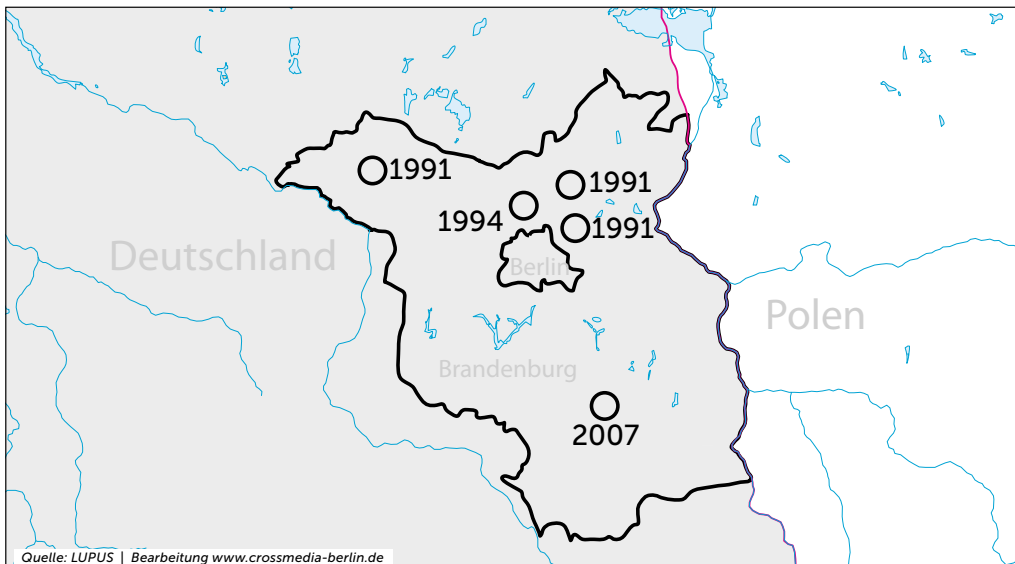 1991
1991
1994
1991
Deutschland
Berlin
Polen
Brandenburg
2007
Quelle: LUPUS | Bearbeitung www.crossmedia-berlin.de